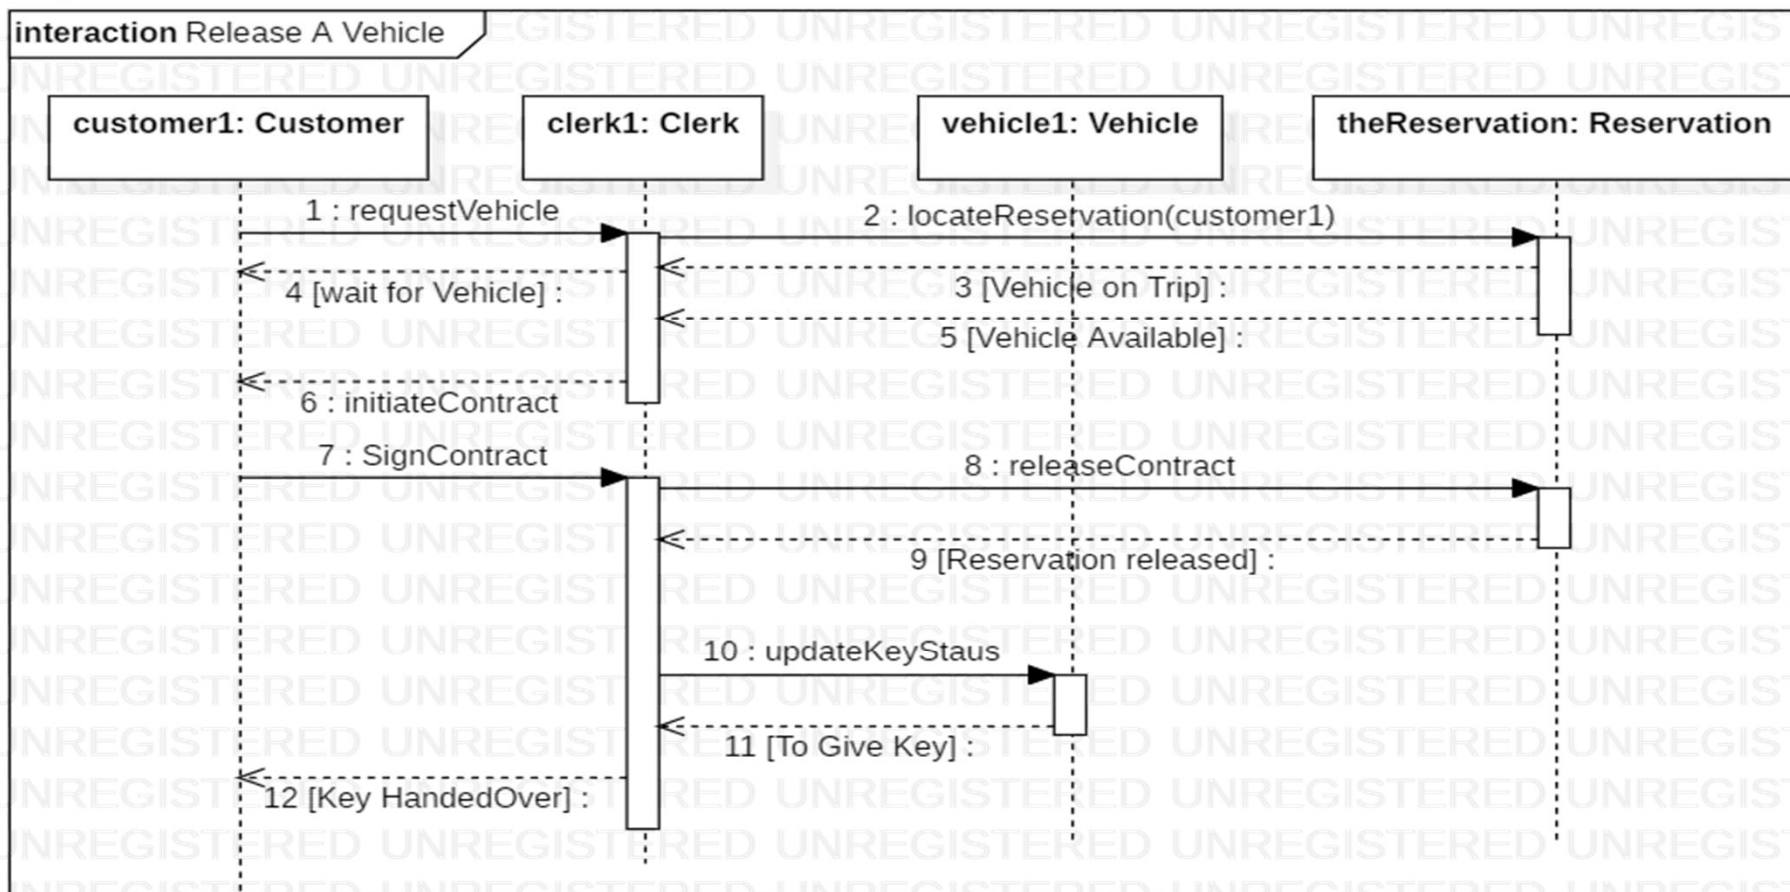 interaction Release A Vehicle
customer1: Customer
clerk1: Clerk
vehicle1: Vehicle
theReservation: Reservation
1 : requestVehicle
2 : locateReservation(customer1)
3 [Vehicle on Trip] :
4 [wait for Vehicle] :
5 [Vehicle Available] :
6 : initiateContract
7 : SignContract
8 : releaseContract
9 [Reservation released] :
10 : updateKeyStaus
11 [To Give Key] :
12 [Key HandedOver] :
UNREGISTERED